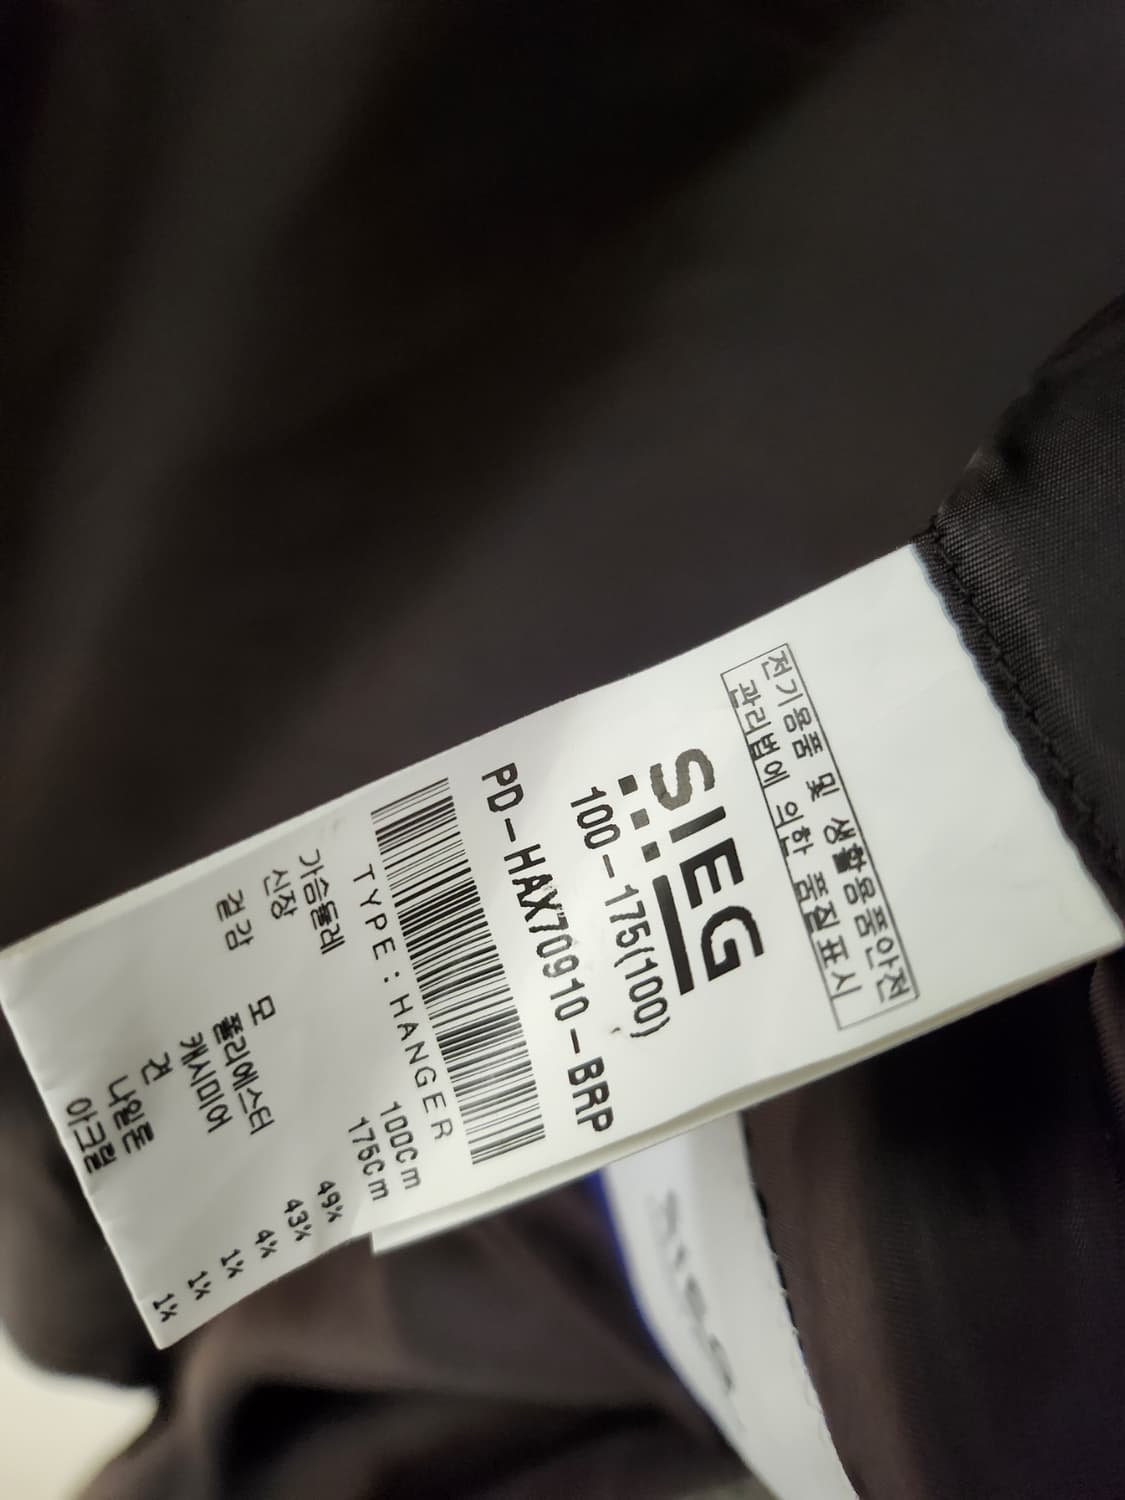 전기용품 및 생활용품안전
관리법에 의한 품질표시
SIEG
100-175(100)
PD-HAX70910-BRP
TYPE:HANGER
가슴둘레 100Cm
신장 175Cm
겉감 모 49%
폴리에스터 43%
캐시미어 4%
견 1%
나일론 1%
아크릴 1%